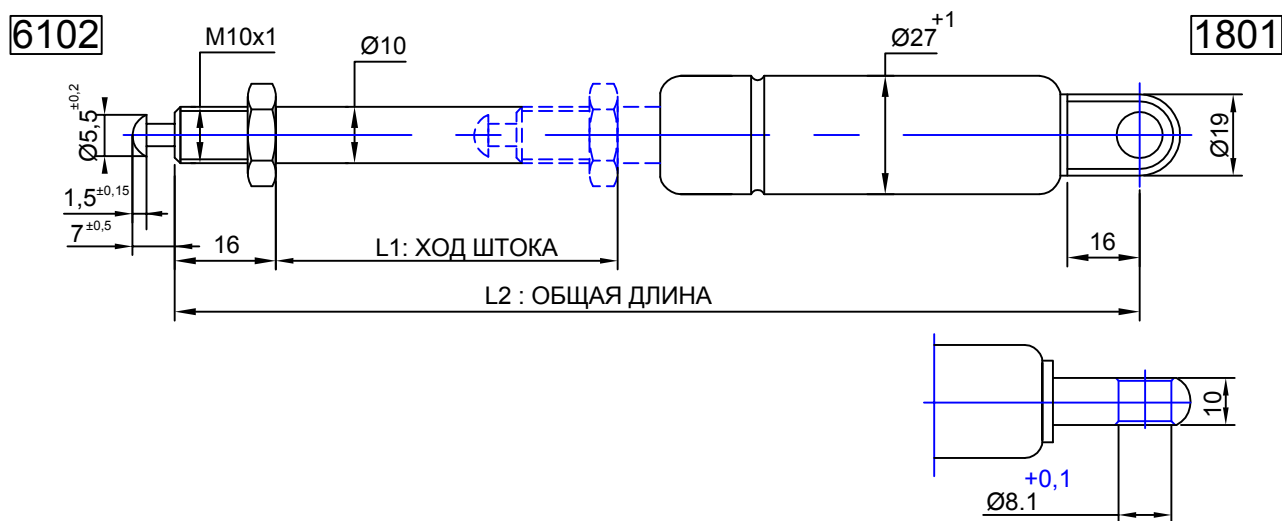 6102
M10x1
Ø10
Ø27 +1
1801
Ø5,5 ±0,2
Ø19
1,5 ±0,15
7 ±0,5
16
L1: ХОД ШТОКА
16
L2 : ОБЩАЯ ДЛИНА
10
+0,1
Ø8.1